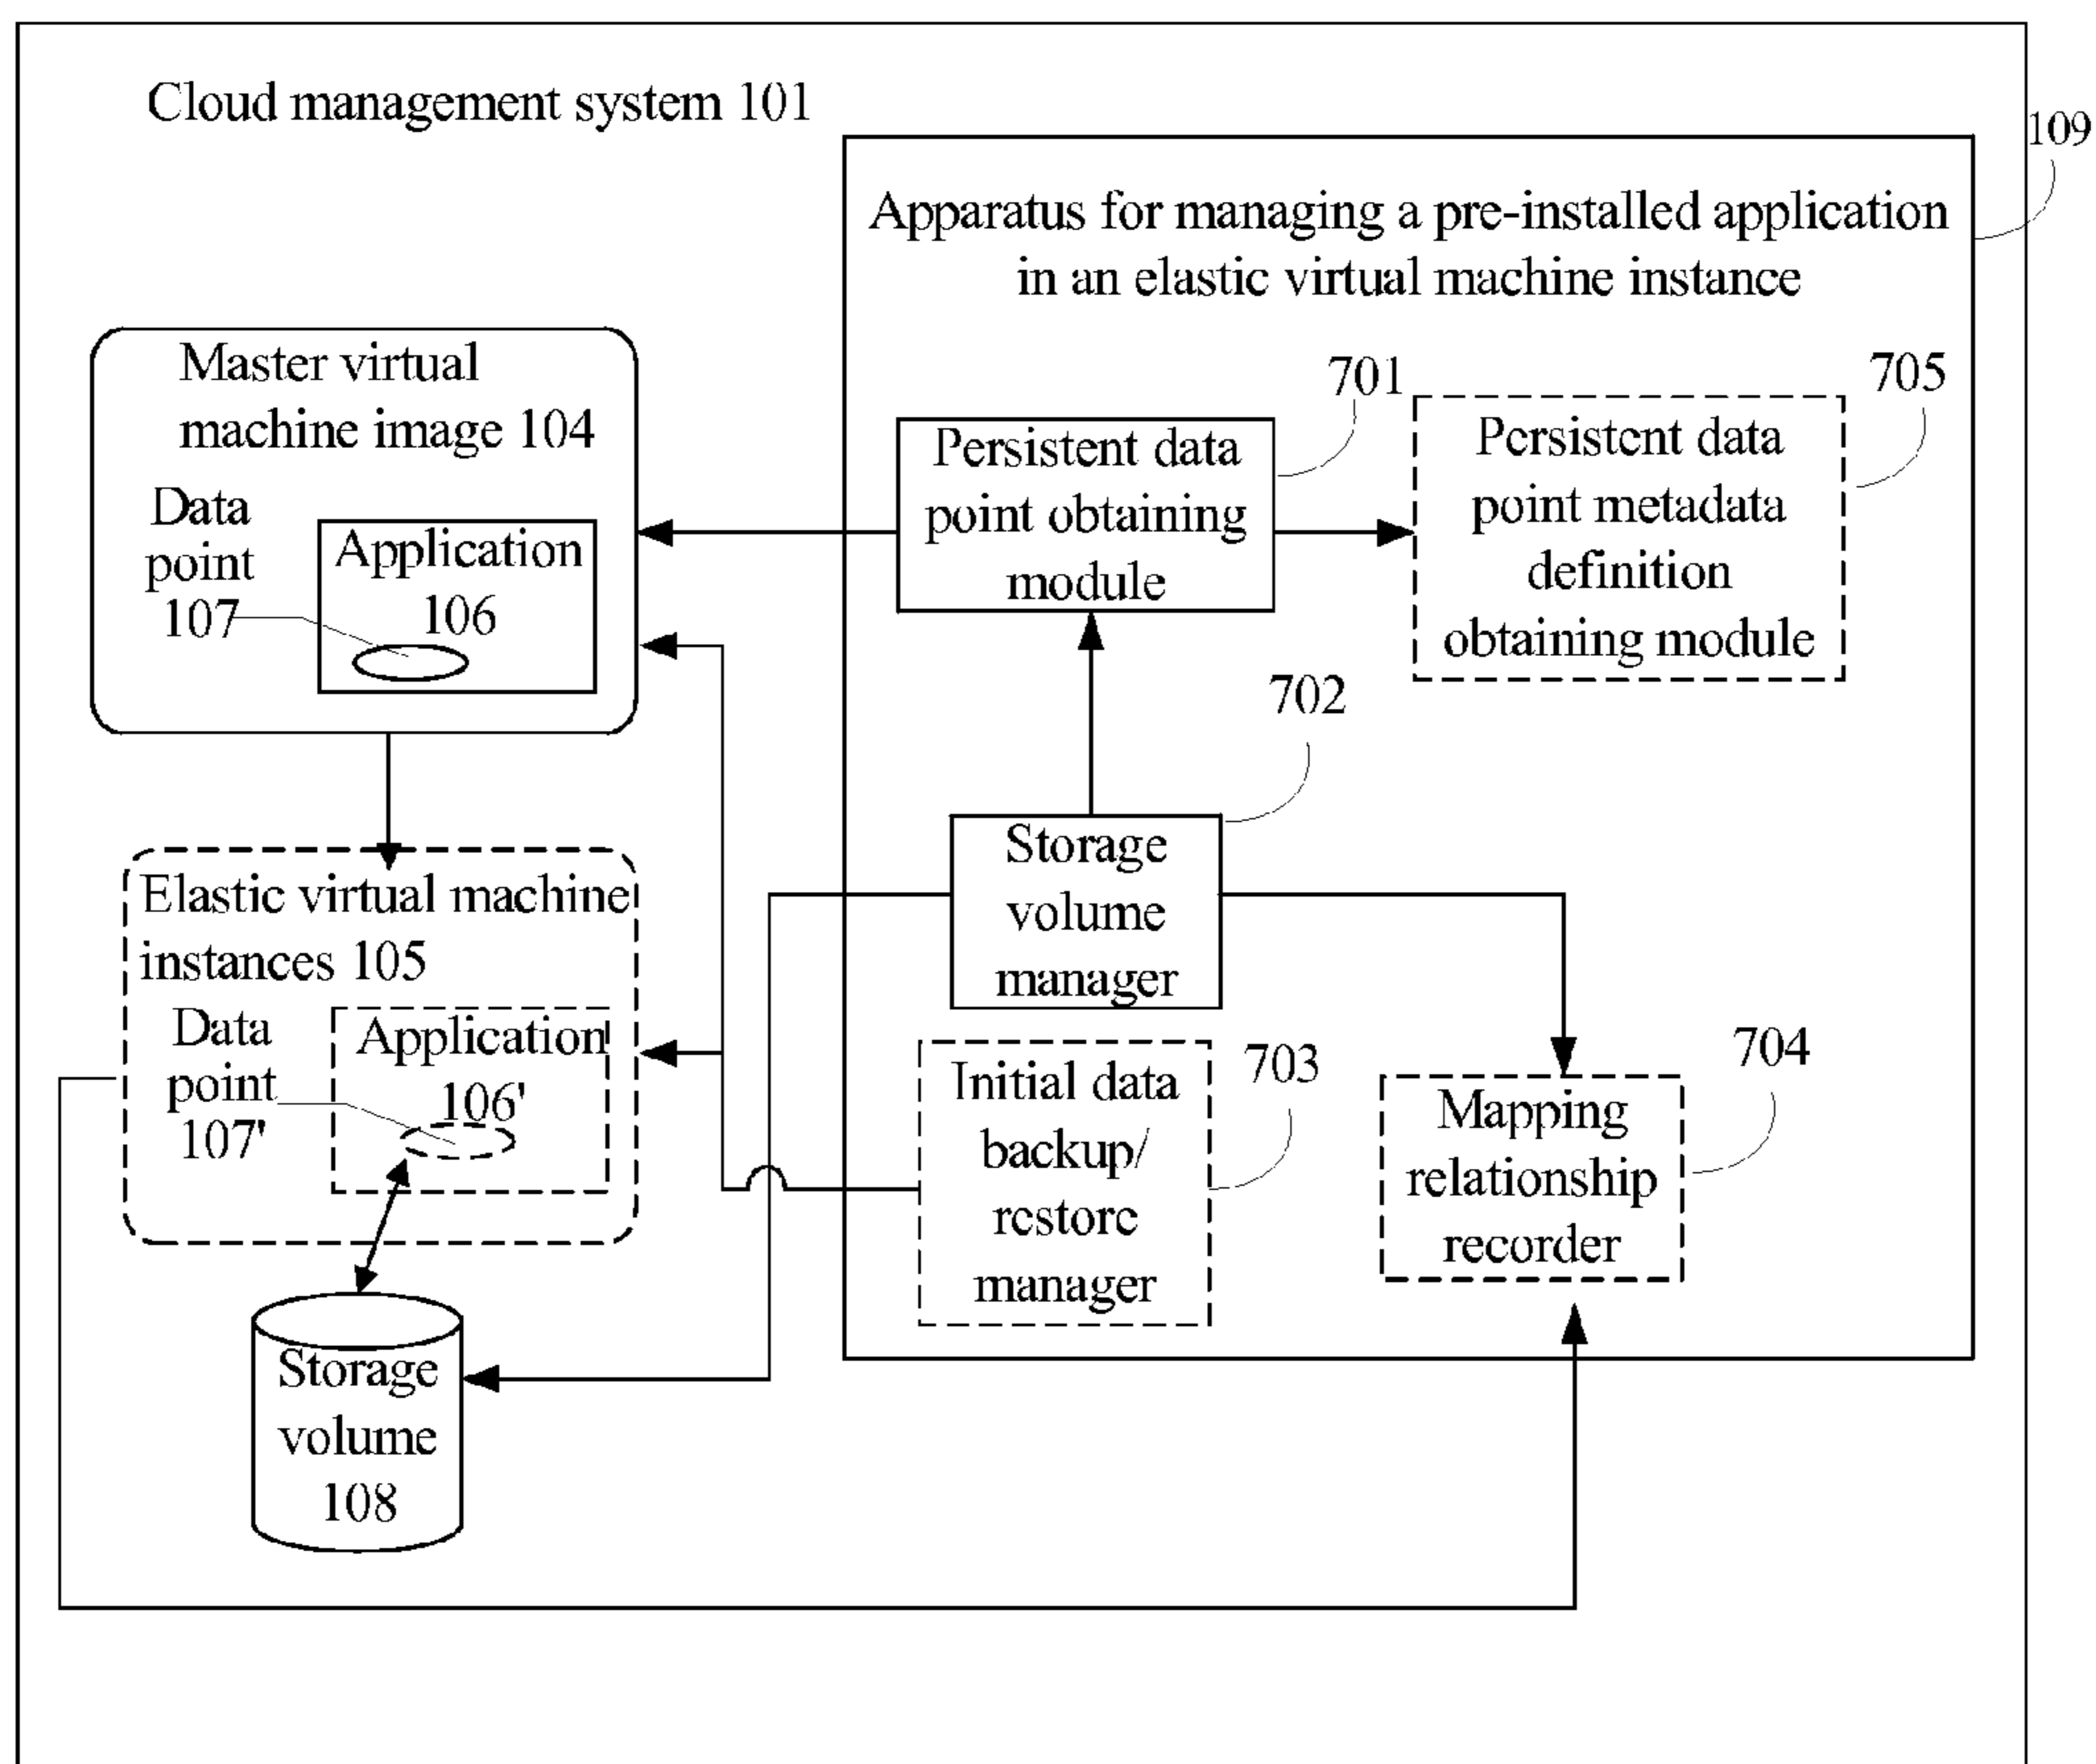 Cloud management system 101
109
Apparatus for managing a pre-installed application
in an elastic virtual machine instance
Master virtual
machine image 104
Data
point
107
Application
106
701
Persistent data
point obtaining
module
705
Persistent data
point metadata
definition
obtaining module
702
Storage
volume
manager
Elastic virtual machine
instances 105
Data
point
107'
Application
106'
703
Initial data
backup/
restore
manager
704
Mapping
relationship
recorder
Storage
volume
108